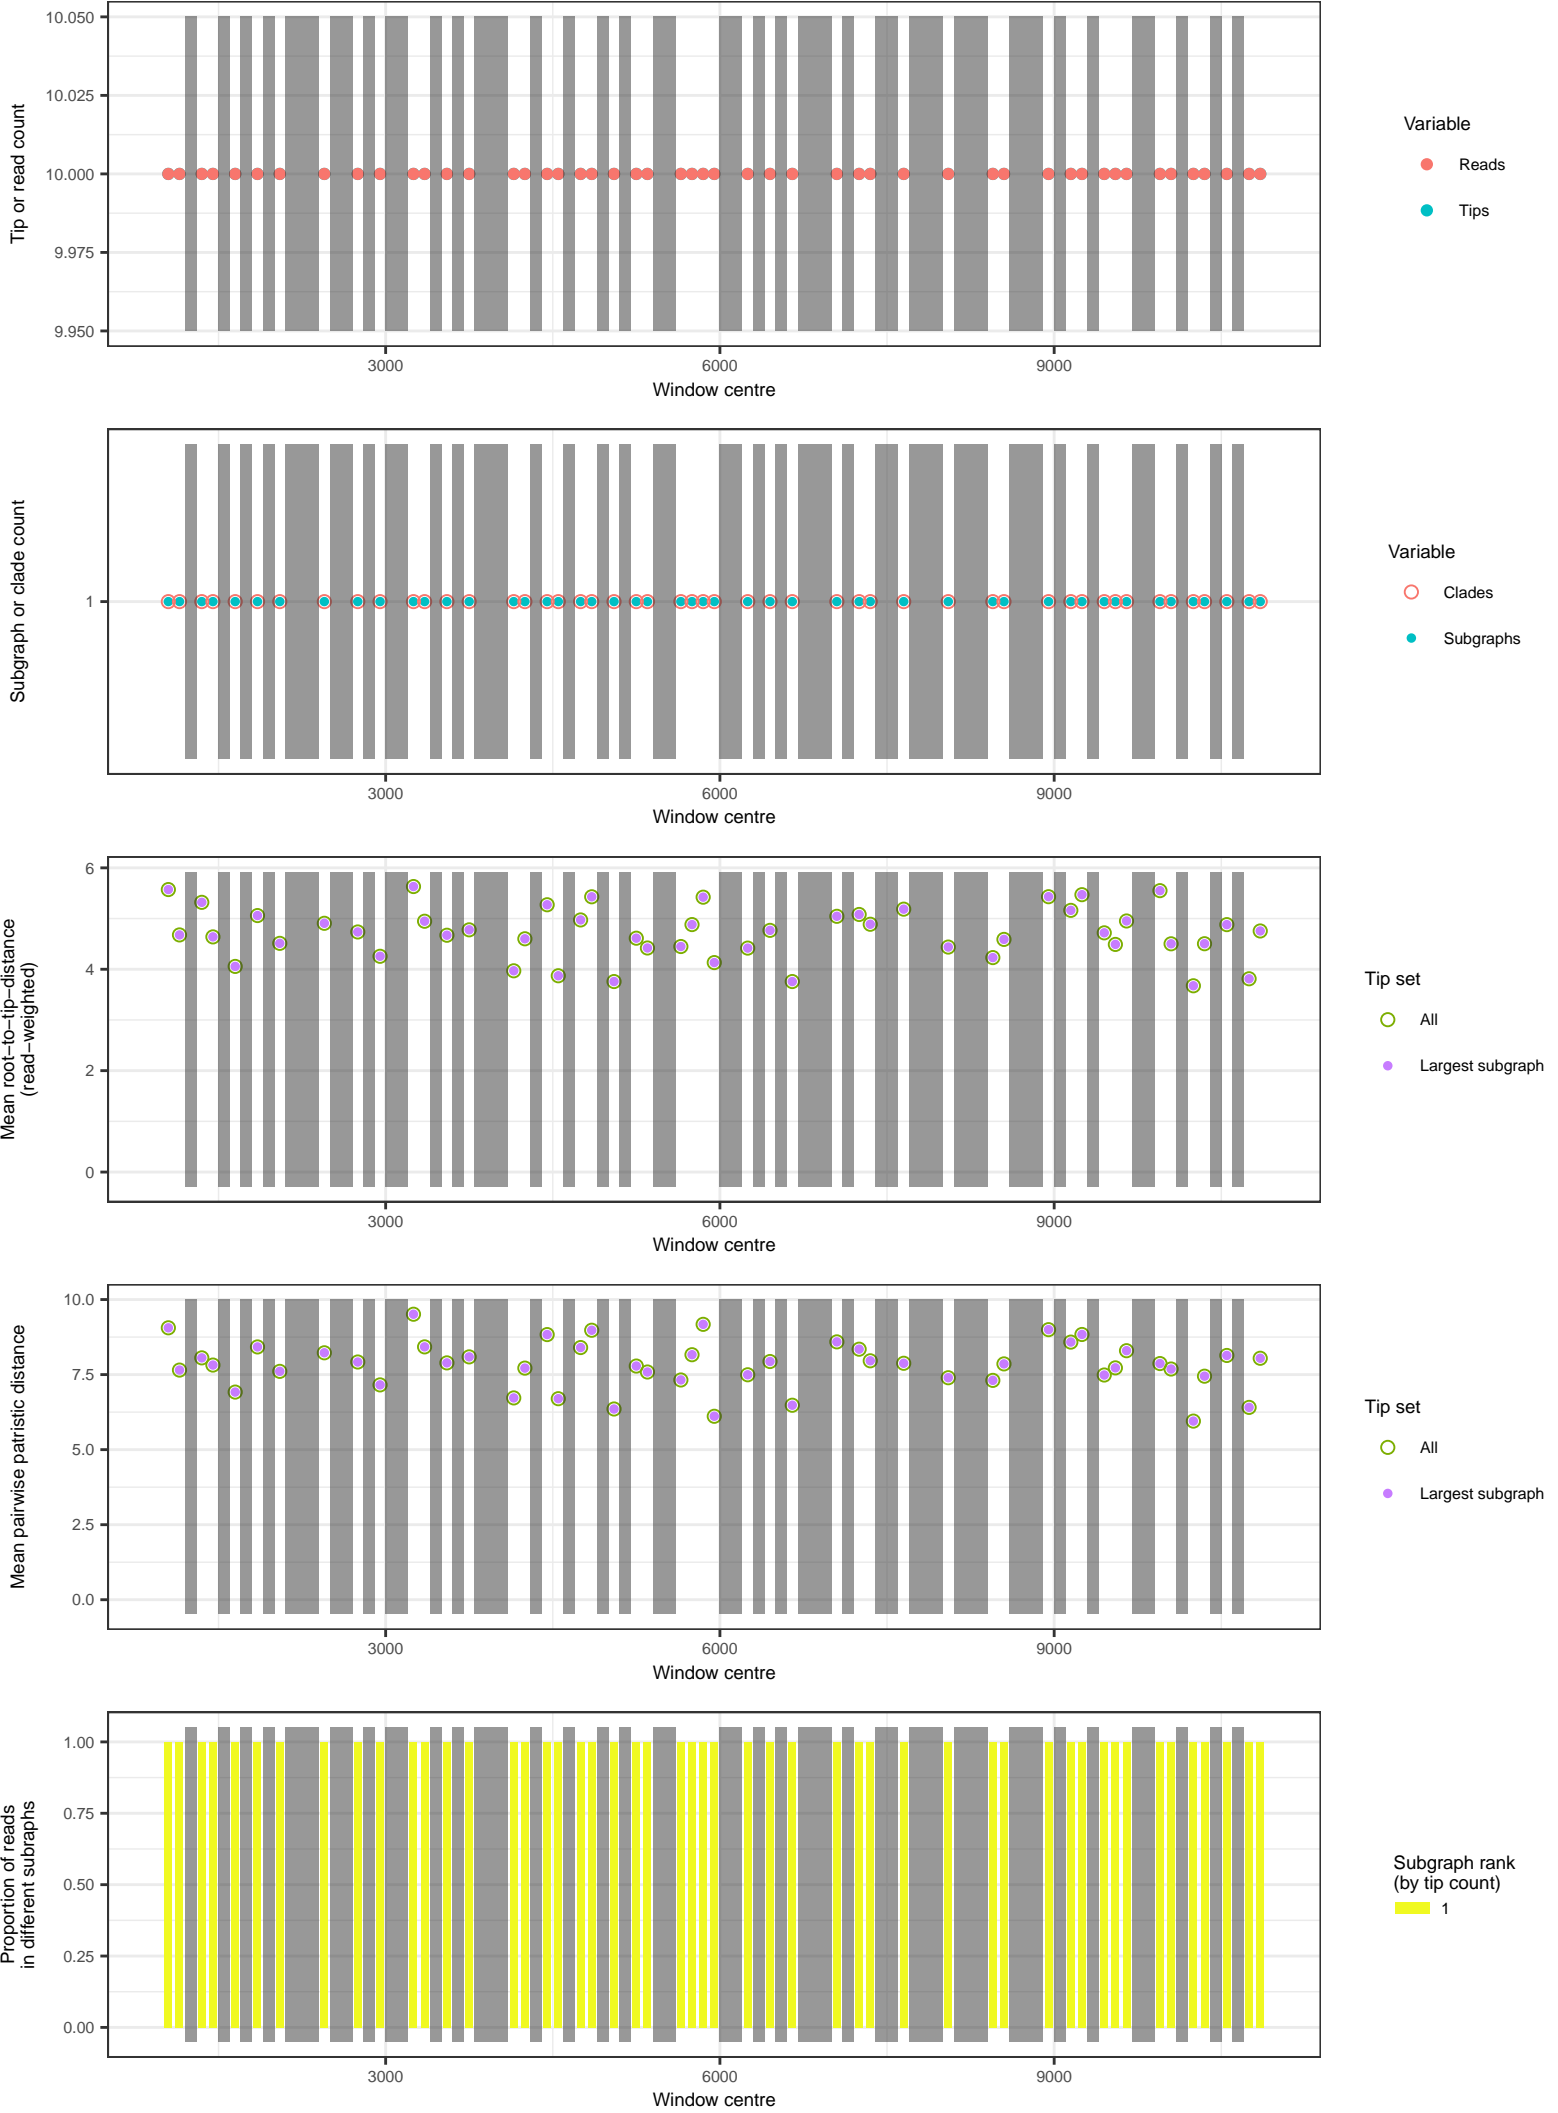 10.050
10.025
10.000
9.975
9.950
Tip or read count
3000
6000
9000
Window centre
Variable
Reads
Tips
1
Subgraph or clade count
3000
6000
9000
Window centre
Variable
Clades
Subgraphs
6
4
2
0
Mean root−to−tip−distance
(read−weighted)
3000
6000
9000
Window centre
Tip set
All
Largest subgraph
10.0
7.5
5.0
2.5
0.0
Mean pairwise patristic distance
3000
6000
9000
Window centre
Tip set
All
Largest subgraph
1.00
0.75
0.50
0.25
0.00
Proportion of reads
in different subraphs
3000
6000
9000
Window centre
Subgraph rank
(by tip count)
1